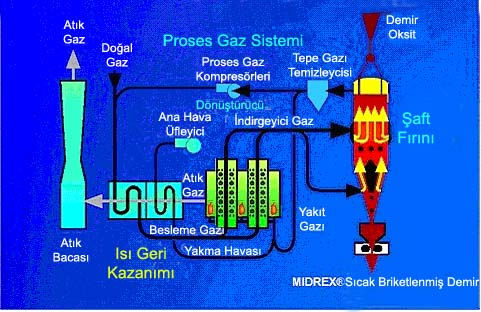 Atık
Gaz
Doğal
Gaz
Proses Gaz Sistemi
Demir
Oksit
Proses Gaz
Kompresörleri
Tepe Gazı
Temizleycisi
Dönüştürücü
Ana Hava
Üfleyici
İndirgeyici Gaz
Şaft
Fırını
Atık
Gaz
Besleme Gazı
Yakıt
Gazı
Yakma Havası
Atık
Bacası
Isı Geri
Kazanımı
MIDREX®Sıcak Briketlenmiş Demir